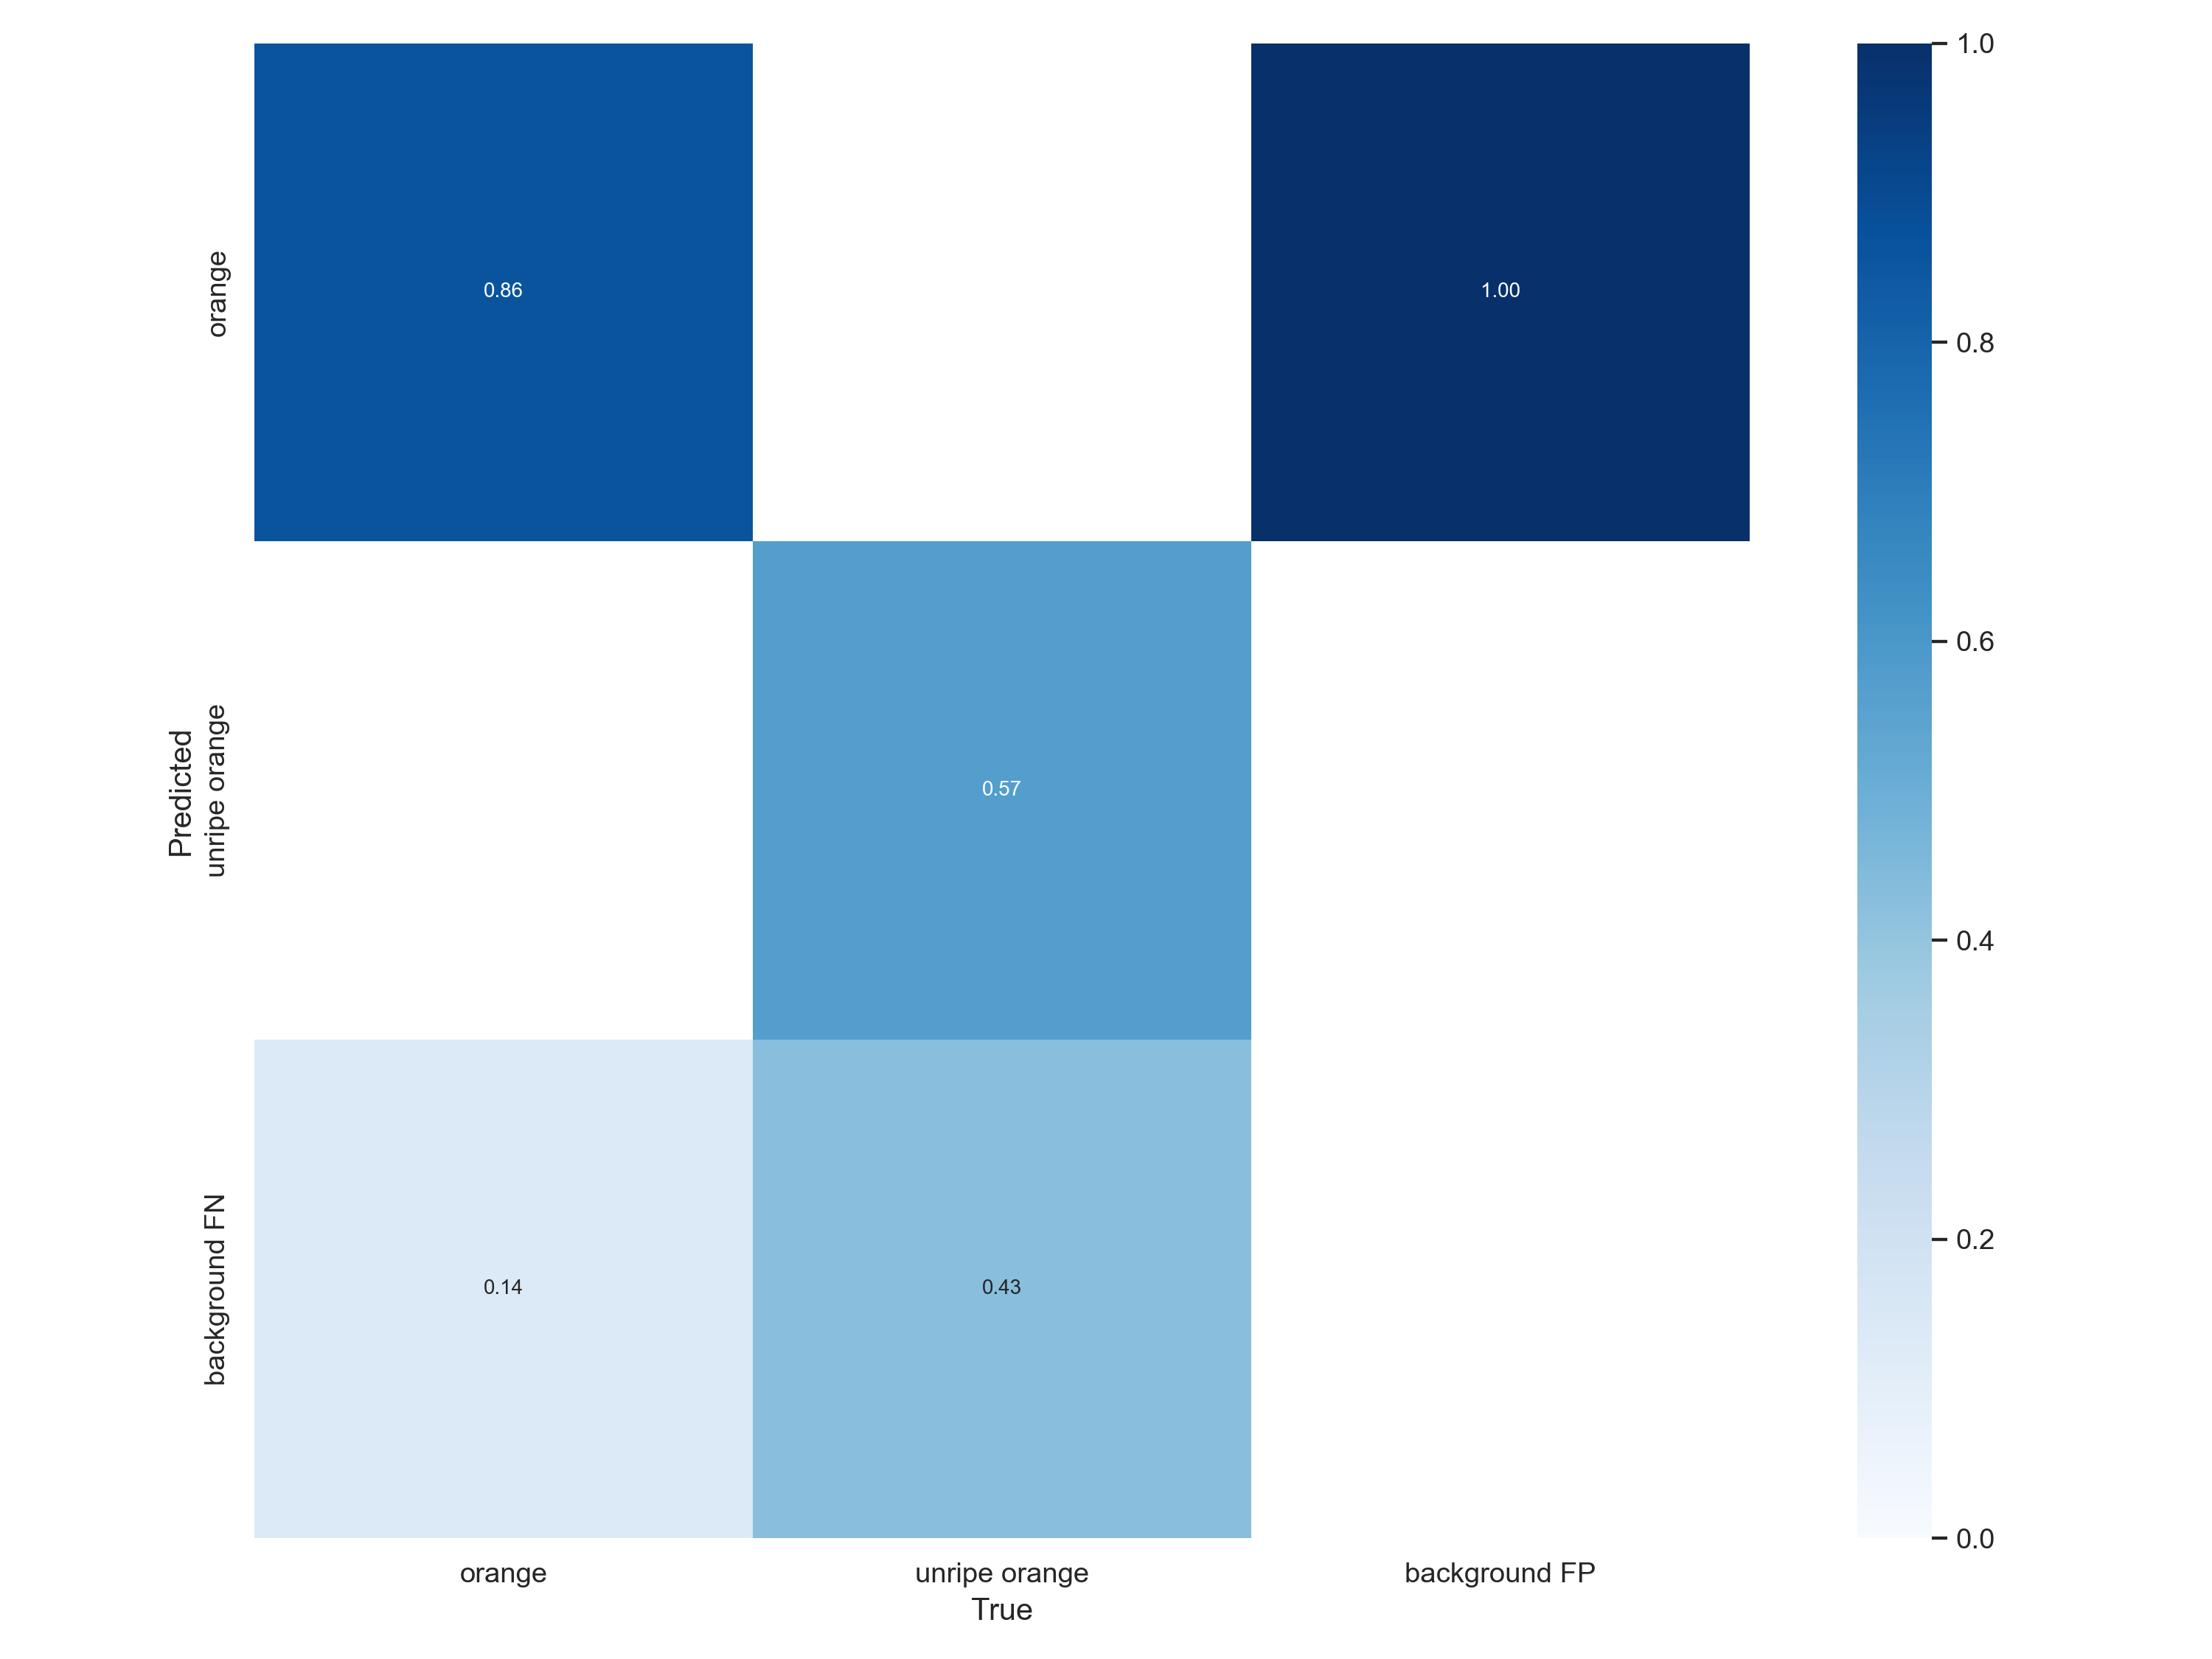 1.0
0.86
1.00
0.8
orange
0.6
0.57
Predicted
unripe orange
0.4
0.2
0.14
0.43
background FN
0.0
orange
unripe orange
background FP
True